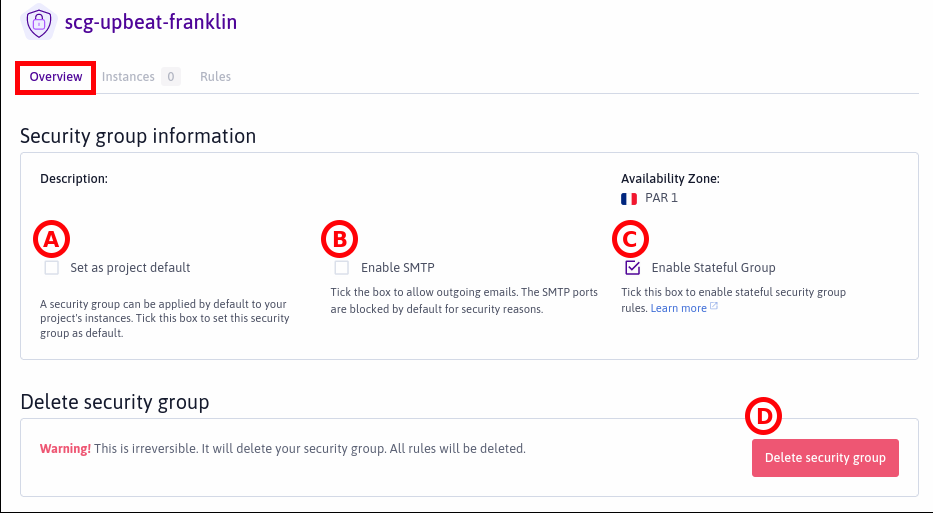 scg-upbeat-franklin
Overview Instances 0 Rules
Security group information
Description:
Availability Zone:
PAR 1
A
Set as project default
A security group can be applied by default to your
project's instances. Tick this box to set this security
group as default.
B
Enable SMTP
Tick the box to allow outgoing emails. The SMTP ports
are blocked by default for security reasons.
C
Enable Stateful Group
Tick this box to enable stateful security group
rules. Learn more
Delete security group
Warning! This is irreversible. It will delete your security group. All rules will be deleted.
D
Delete security group